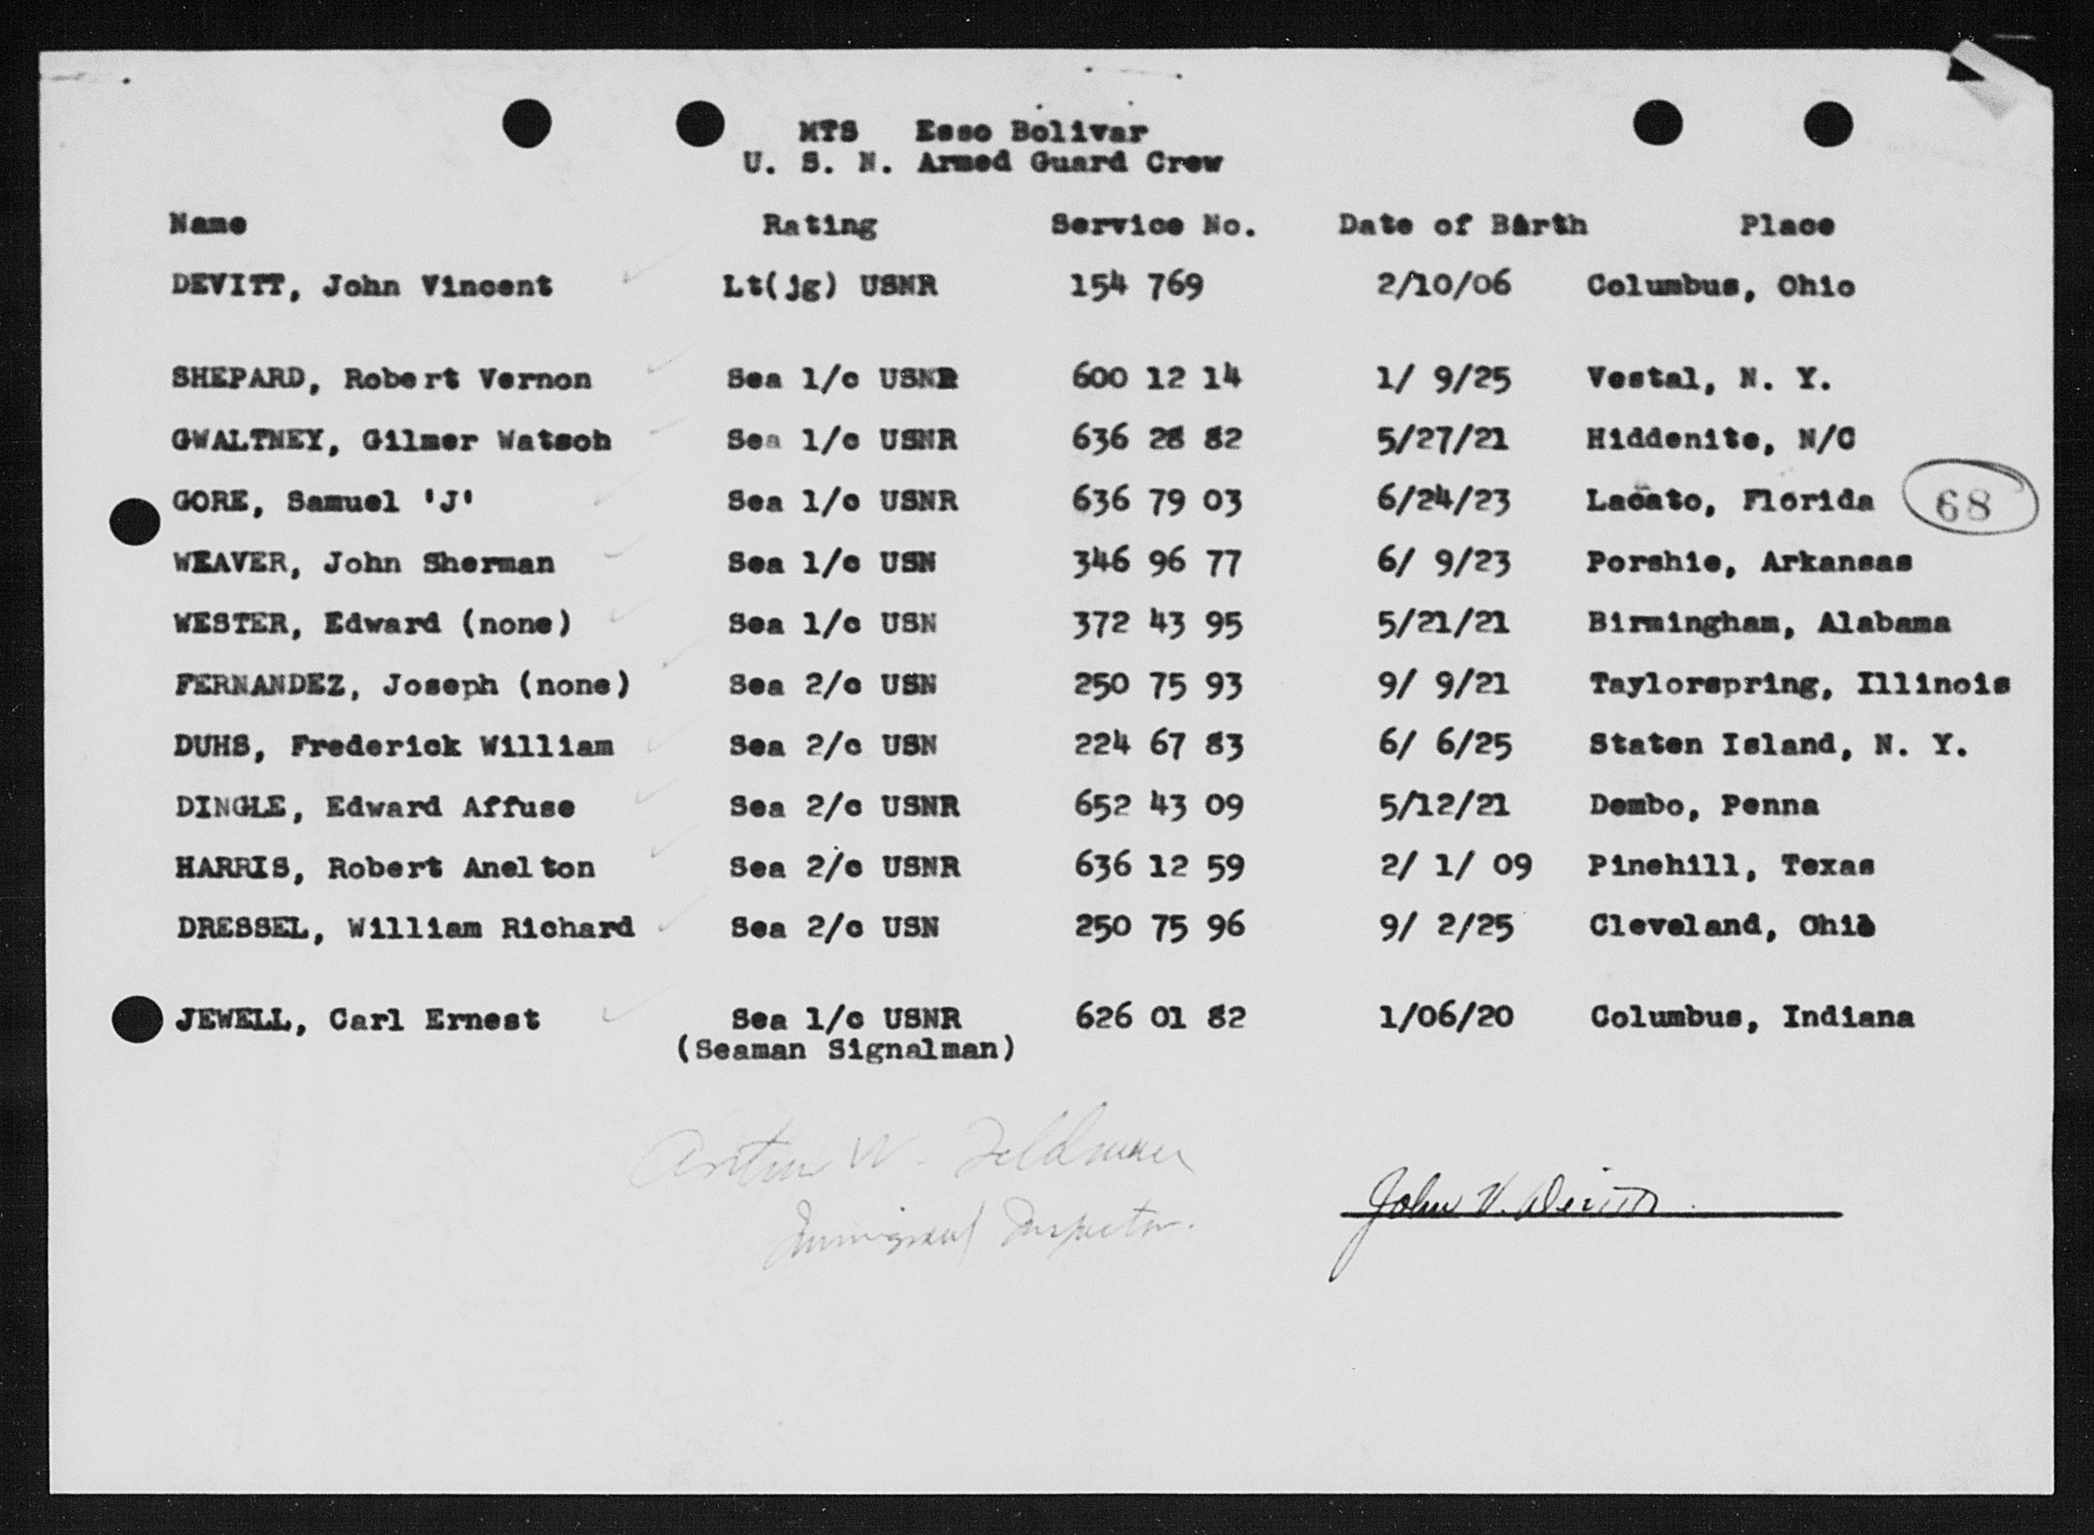 MTS Esso Bolivar
U. S. N. Armed Guard Crew
Name Rating Service No. Date of Birth Place
DEVITT, John Vincent Lt(jg) USNR 154 769 2/10/06 Columbus, Ohio
SHEPARD, Robert Vernon Sea 1/c USNR 600 12 14 1/ 9/25 Vestal, N. Y.
GWALTNEY, Gilmer Watson Sea 1/c USNR 636 28 82 5/27/21 Hiddenite, N/C
GORE, Samuel 'J' Sea 1/c USNR 636 79 03 6/24/23 Lacato, Florida 68
WEAVER, John Sherman Sea 1/c USN 346 96 77 6/ 9/23 Porshie, Arkansas
WESTER, Edward (none) Sea 1/c USN 372 43 95 5/21/21 Birmingham, Alabama
FERNANDEZ, Joseph (none) Sea 2/c USN 250 75 93 9/ 9/21 Taylorspring, Illinois
DUHS, Frederick William Sea 2/c USN 224 67 83 6/ 6/25 Staten Island, N. Y.
DINGLE, Edward Affuse Sea 2/c USNR 652 43 09 5/12/21 Dembo, Penna
HARRIS, Robert Anelton Sea 2/c USNR 636 12 59 2/ 1/ 09 Pinehill, Texas
DRESSEL, William Richard Sea 2/c USN 250 75 96 9/ 2/25 Cleveland, Ohio
JEWELL, Carl Ernest Sea 1/c USNR 626 01 82 1/06/20 Columbus, Indiana
(Seaman Signalman)
W. Feldman
John V. Devitt
Immigrant Inspector.